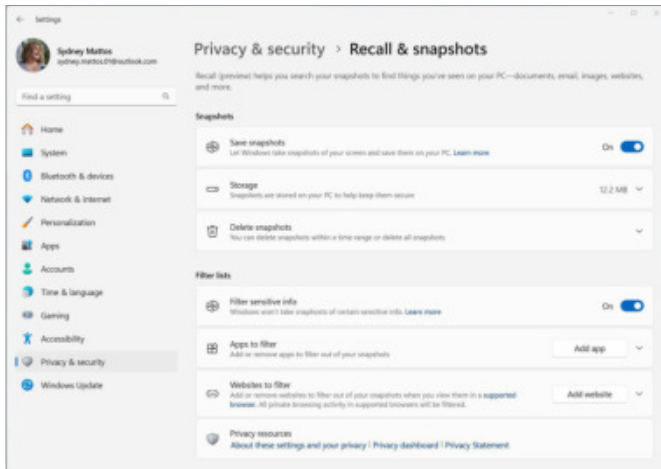 Settings
Sydney Mattos
sydney.mattos.th@outlook.com
Find a setting
Home
System
Bluetooth & devices
Network & internet
Personalization
Apps
Accounts
Time & language
Gaming
Accessibility
Privacy & security
Windows Update
Privacy & security > Recall & snapshots
Recall (preview) helps you search your snapshots to find things you've seen on your PC—documents, email, images, websites,
and more.
Snapshots
Save snapshots
Let Windows take snapshots of your screen and save them on your PC. Learn more
On
Storage
Snapshots are stored on your PC to help keep them secure
12.2 MB
Delete snapshots
You can delete snapshots within a time range or delete all snapshots
Filter lists
Filter sensitive info
Windows won't take snapshots of certain sensitive info. Learn more
On
Apps to filter
Add or remove apps to filter out of your snapshots
Add app
Websites to filter
Add or remove websites to filter out of your snapshots when you view them in a supported
browser. All private browsing activity in supported browsers will be filtered.
Add website
Privacy resources
About these settings and your privacy | Privacy dashboard | Privacy Statement